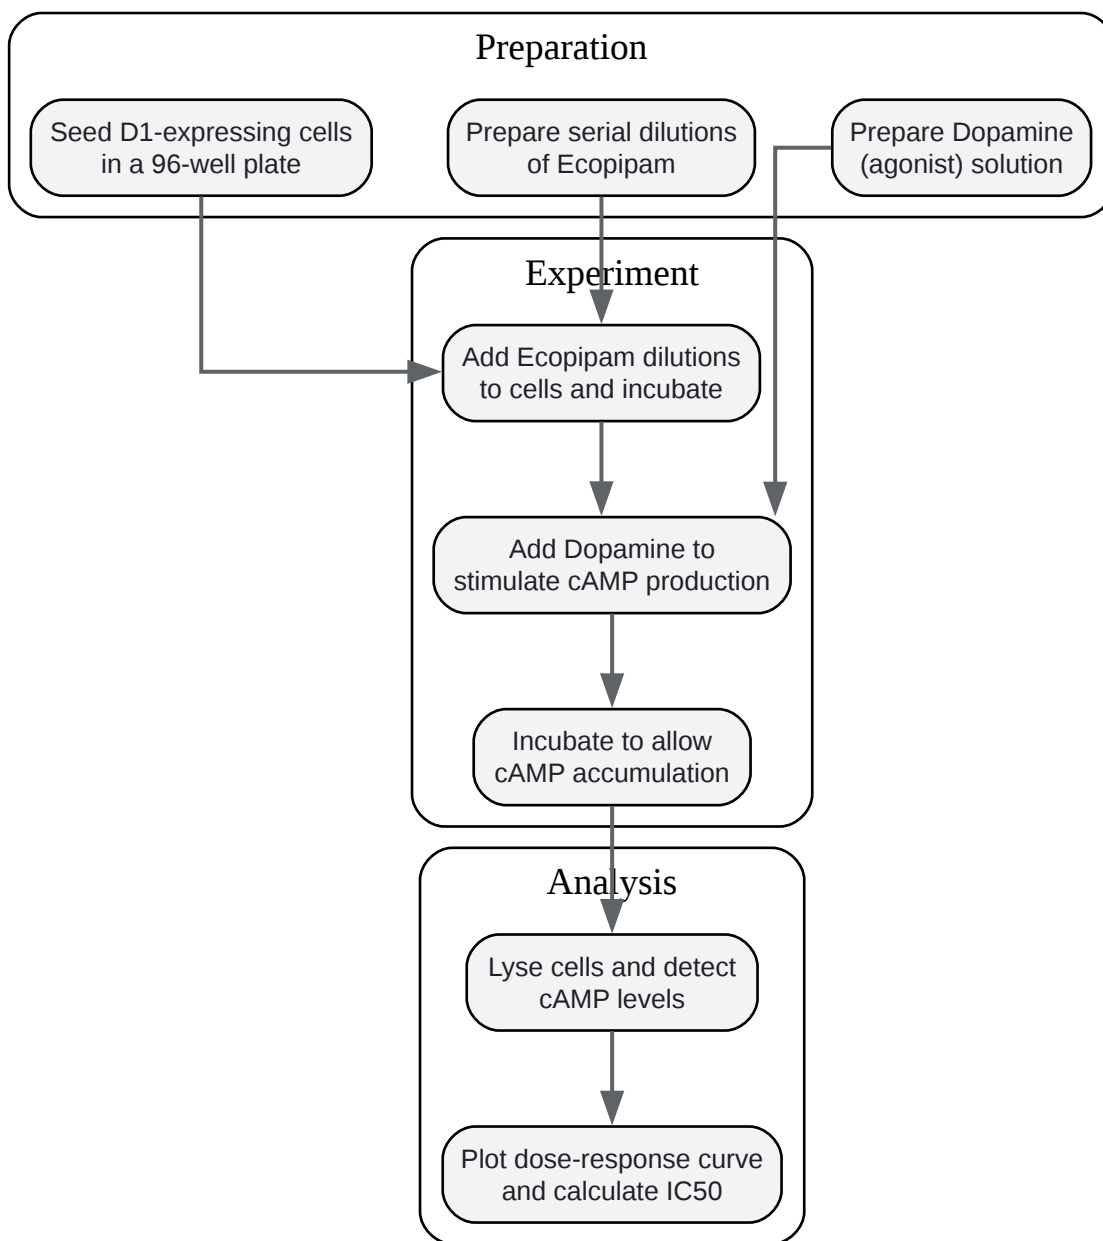 Preparation
Seed D1-expressing cells
in a 96-well plate
Prepare serial dilutions
of Ecopipam
Prepare Dopamine
(agonist) solution
Experiment
Add Ecopipam dilutions
to cells and incubate
Add Dopamine to
stimulate cAMP production
Incubate to allow
cAMP accumulation
Analysis
Lyse cells and detect
cAMP levels
Plot dose-response curve
and calculate IC50